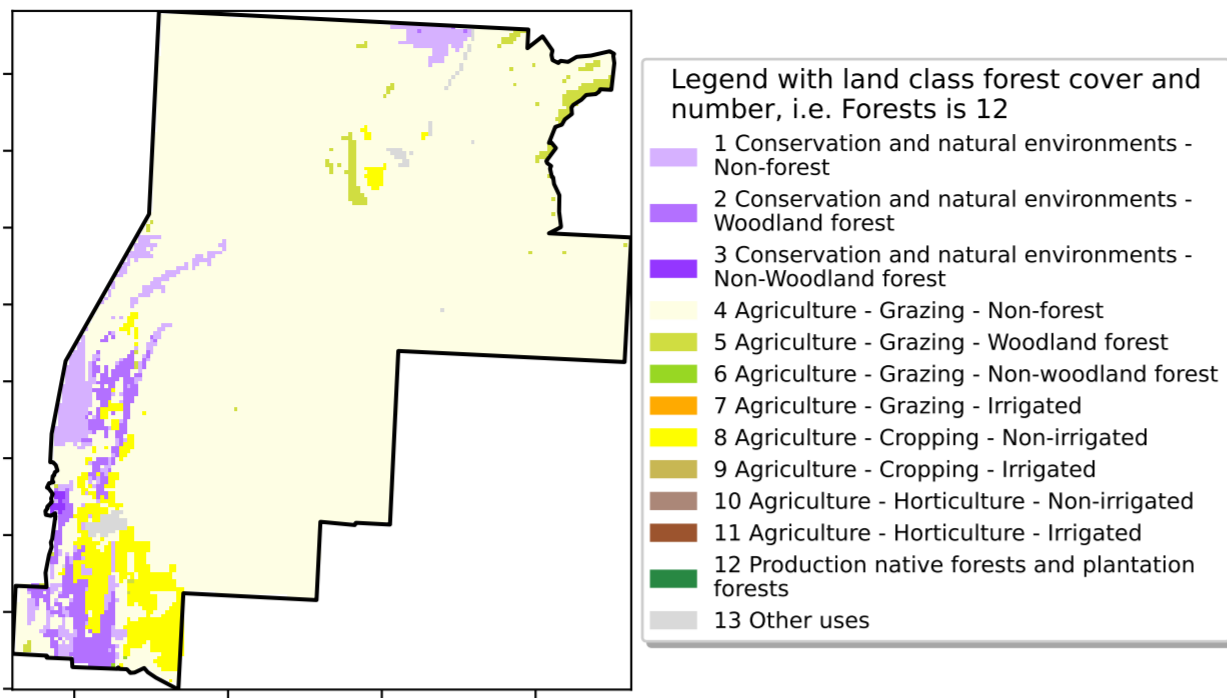 Legend with land class forest cover and
number, i.e. Forests is 12
1 Conservation and natural environments -
Non-forest
2 Conservation and natural environments -
Woodland forest
3 Conservation and natural environments -
Non-Woodland forest
4 Agriculture - Grazing - Non-forest
5 Agriculture - Grazing - Woodland forest
6 Agriculture - Grazing - Non-woodland forest
7 Agriculture - Grazing - Irrigated
8 Agriculture - Cropping - Non-irrigated
9 Agriculture - Cropping - Irrigated
10 Agriculture - Horticulture - Non-irrigated
11 Agriculture - Horticulture - Irrigated
12 Production native forests and plantation
forests
13 Other uses